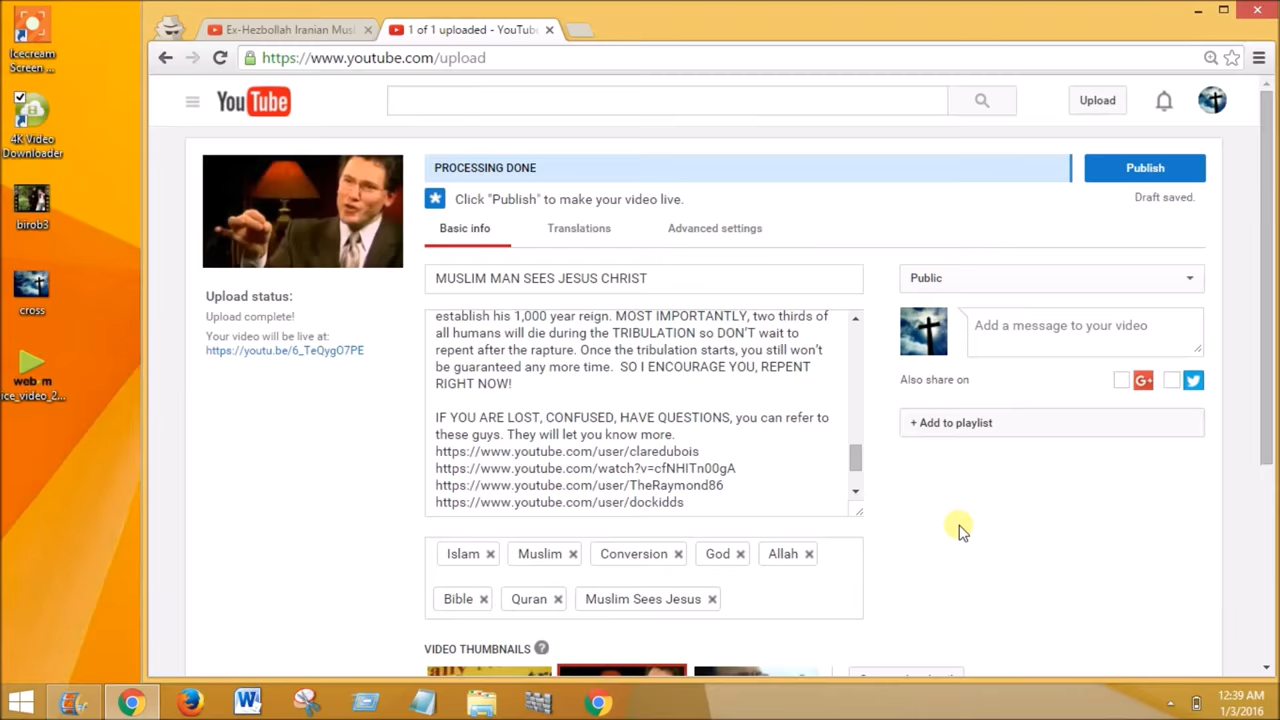 Icecream
Screen ...
4K Video
Downloader
birob3
cross
ice_video_2...
Ex-Hezbollah Iranian Mus
1 of 1 uploaded - YouTube
https://www.youtube.com/upload
YouTube
Upload
PROCESSING DONE
Publish
Click "Publish" to make your video live.
Draft saved.
Basic info
Translations
Advanced settings
Upload status:
Upload complete!
Your video will be live at:
https://youtu.be/6_TeQygO7PE
MUSLIM MAN SEES JESUS CHRIST
establish his 1,000 year reign. MOST IMPORTANTLY, two thirds of
all humans will die during the TRIBULATION so DON'T wait to
repent after the rapture. Once the tribulation starts, you still won't
be guaranteed any more time.  SO I ENCOURAGE YOU, REPENT
RIGHT NOW!
IF YOU ARE LOST, CONFUSED, HAVE QUESTIONS, you can refer to
these guys. They will let you know more.
https://www.youtube.com/user/claredubois
https://www.youtube.com/watch?v=cfNHITn00gA
https://www.youtube.com/user/TheRaymond86
https://www.youtube.com/user/dockidds
Public
Add a message to your video
Also share on
+ Add to playlist
Islam
Muslim
Conversion
God
Allah
Bible
Quran
Muslim Sees Jesus
VIDEO THUMBNAILS
12:39 AM
1/3/2016